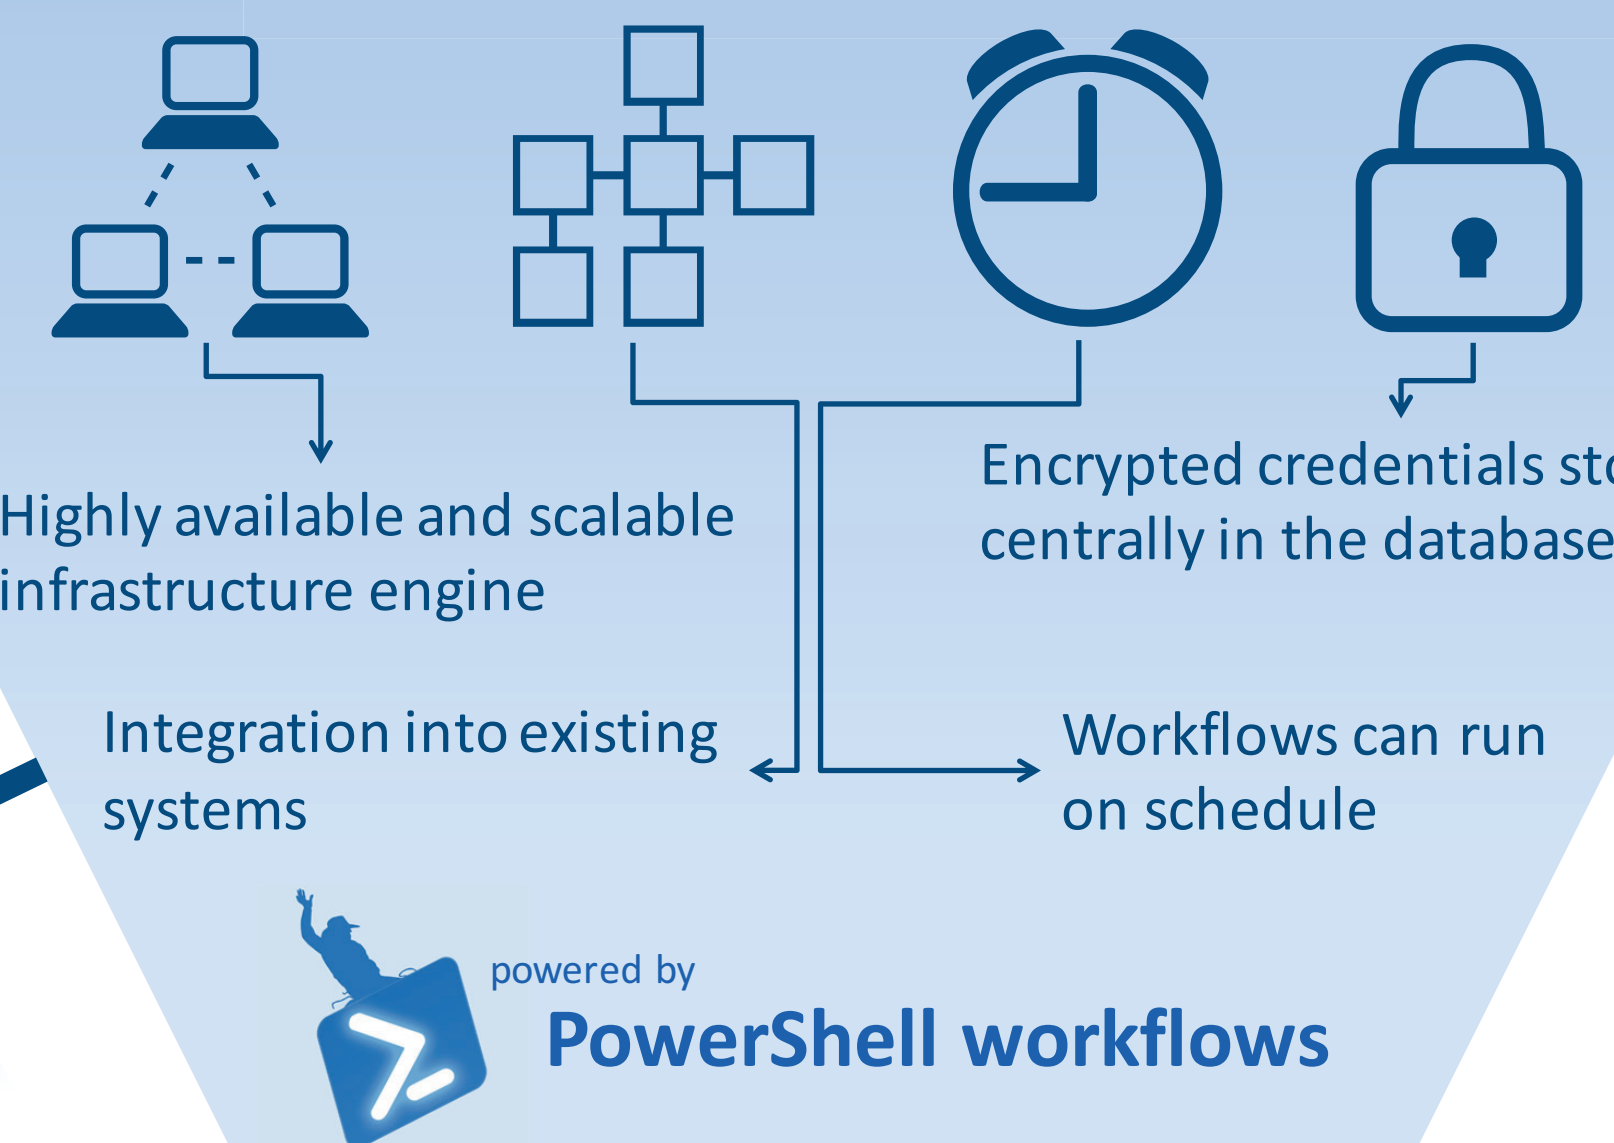 Highly available and scalable
infrastructure engine
Encrypted credentials
centrally in the database
Integration into existing
systems
Workflows can run
on schedule
powered by
PowerShell workflows